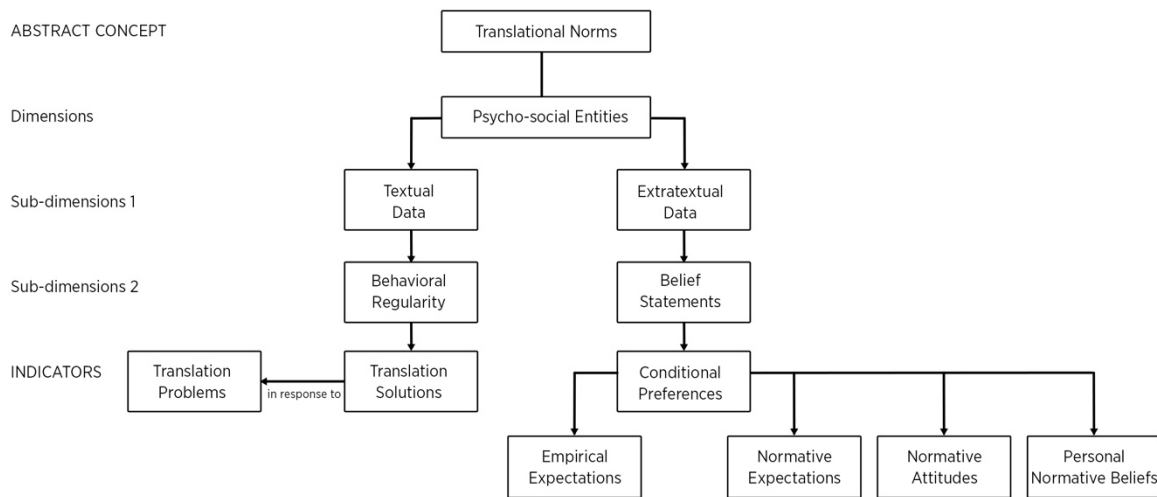 ABSTRACT CONCEPT
Translational Norms
Dimensions
Psycho-social Entities
Sub-dimensions 1
Textual
Data
Extratextual
Data
Sub-dimensions 2
Behavioral
Regularity
Belief
Statements
INDICATORS
Translation
Problems
in response to
Translation
Solutions
Conditional
Preferences
Empirical
Expectations
Normative
Expectations
Normative
Attitudes
Personal
Normative Beliefs